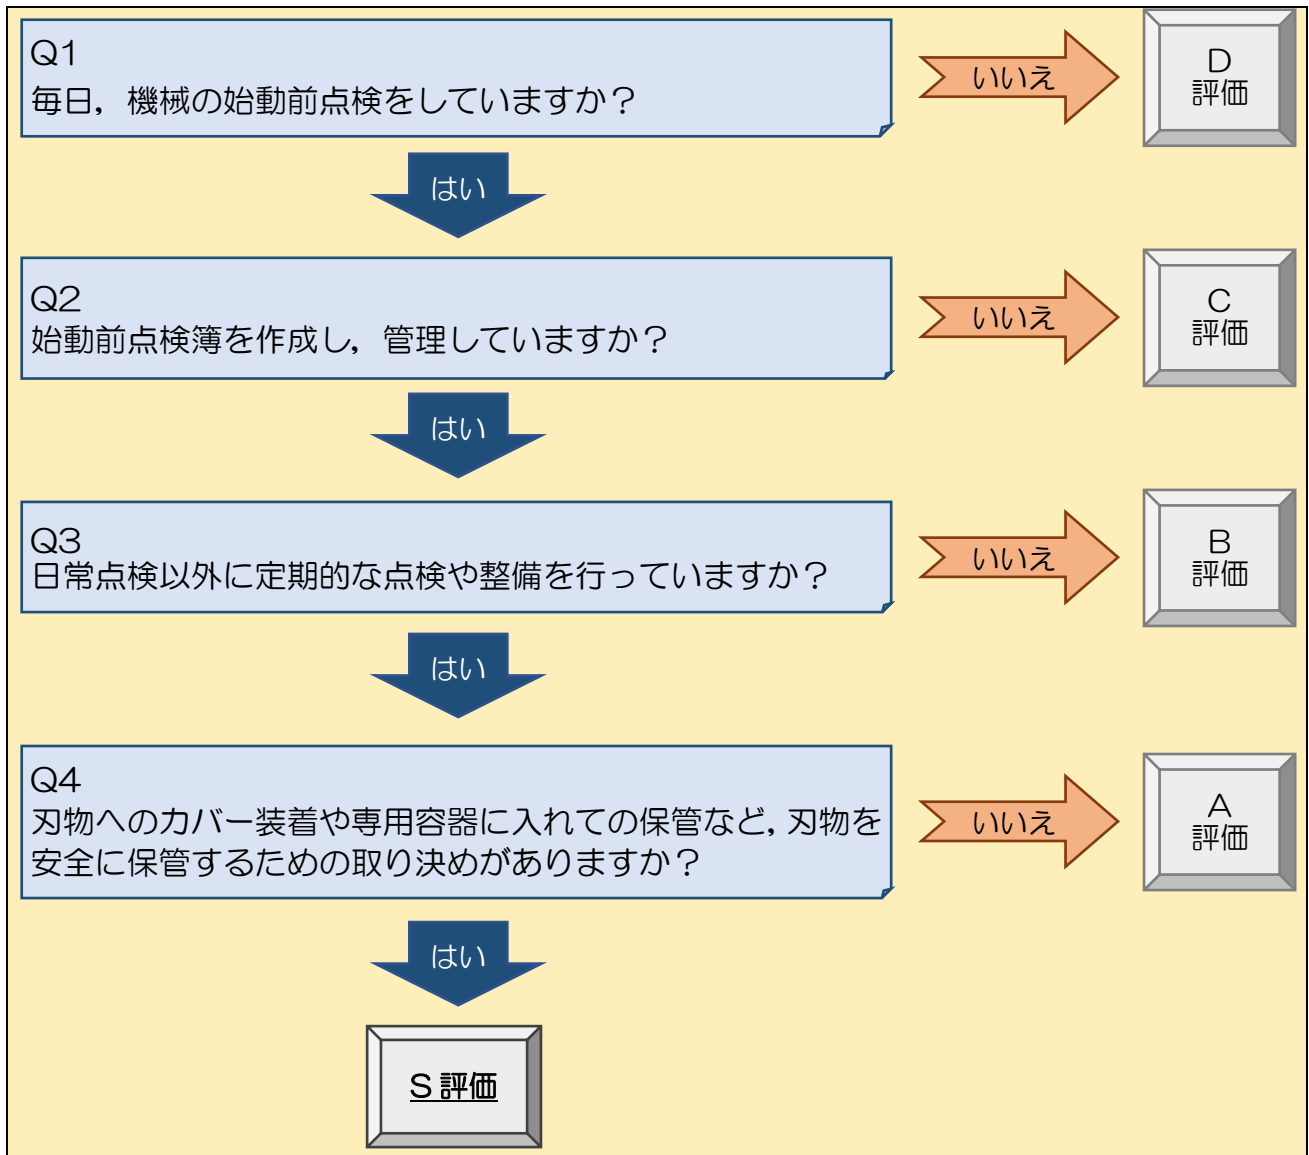 Q1
毎日，機械の始動前点検をしていますか？
いいえ
D
評価
はい
Q2
始動前点検簿を作成し，管理していますか？
いいえ
C
評価
はい
Q3
日常点検以外に定期的な点検や整備を行っていますか？
いいえ
B
評価
はい
Q4
刃物へのカバー装着や専用容器に入れての保管など，刃物を
安全に保管するための取り決めがありますか？
いいえ
A
評価
はい
S評価